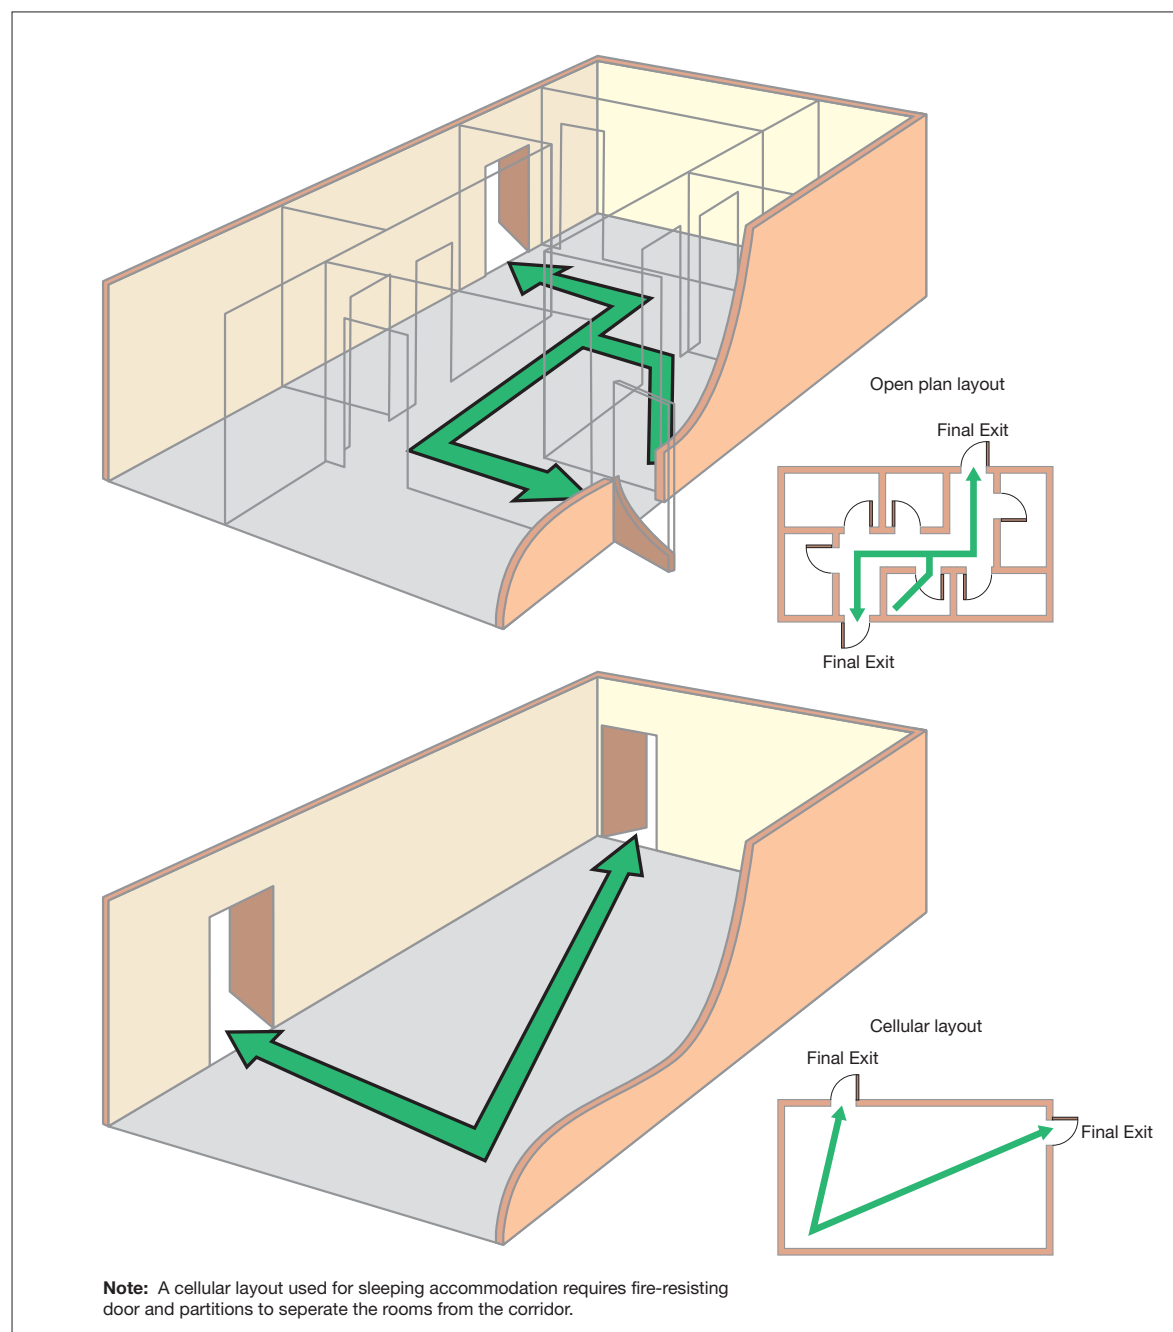 Open plan layout
Final Exit
Final Exit
Cellular layout
Final Exit
Final Exit
Note: A cellular layout used for sleeping accommodation requires fire-resisting
door and partitions to seperate the rooms from the corridor.